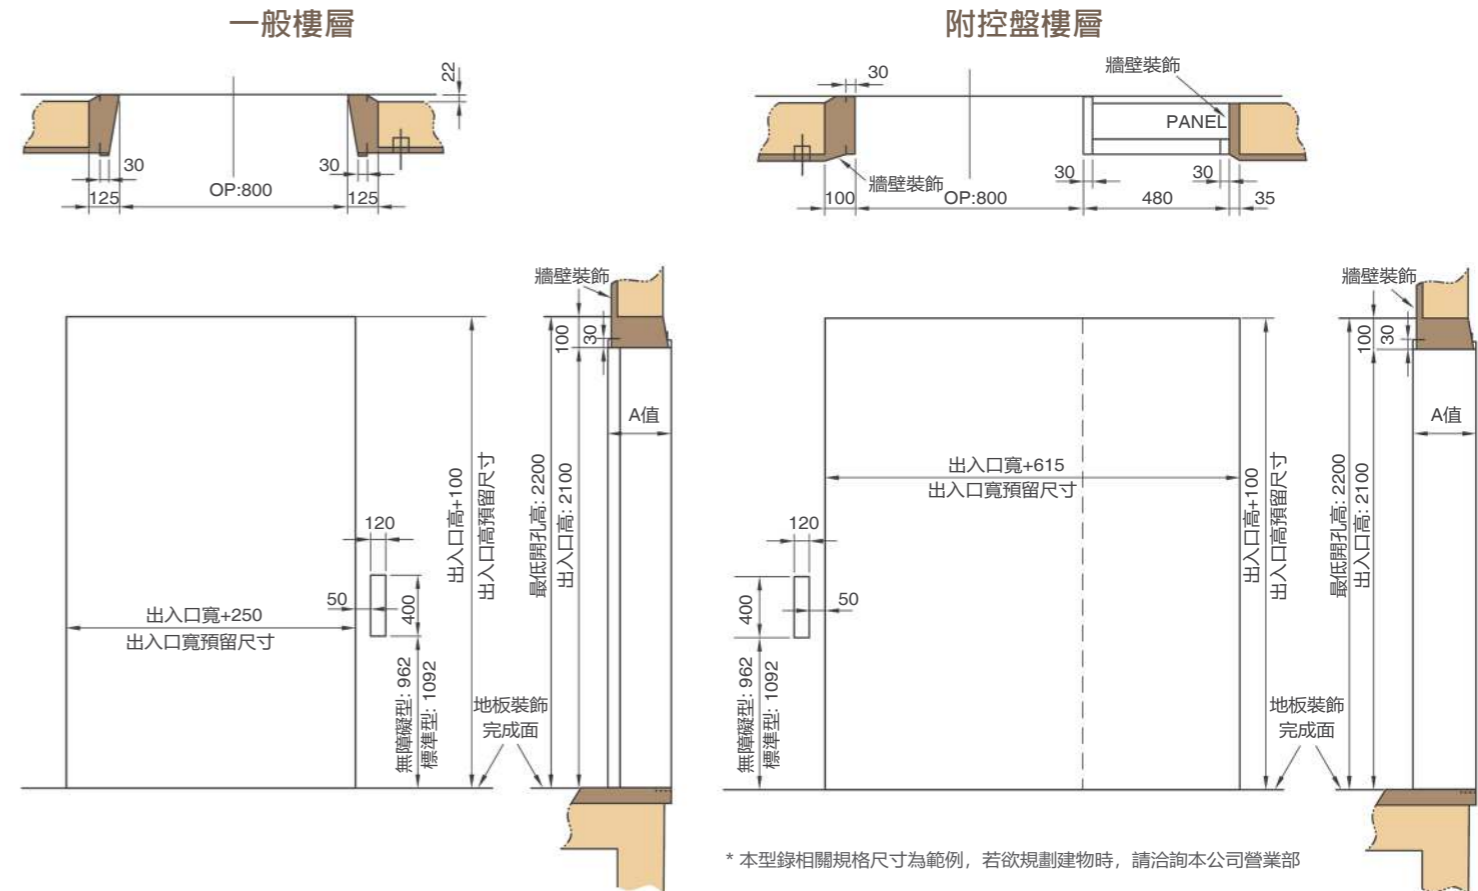 一般樓層
22
30
30
125
OP:800
125
牆壁裝飾
100
30
A值
出入口高+100
出入口高預留尺寸
最低開孔高: 2200
出入口高: 2100
120
50
400
出入口寬+250
出入口寬預留尺寸
無障礙型: 962
標準型: 1092
地板裝飾
完成面
附控盤樓層
30
牆壁裝飾
PANEL
牆壁裝飾
30
30
100
OP:800
480
35
牆壁裝飾
100
30
A值
出入口寬+615
出入口寬預留尺寸
出入口高+100
出入口高預留尺寸
最低開孔高: 2200
出入口高: 2100
120
400
50
無障礙型: 962
標準型: 1092
地板裝飾
完成面
* 本型錄相關規格尺寸為範例，若欲規劃建物時，請洽詢本公司營業部